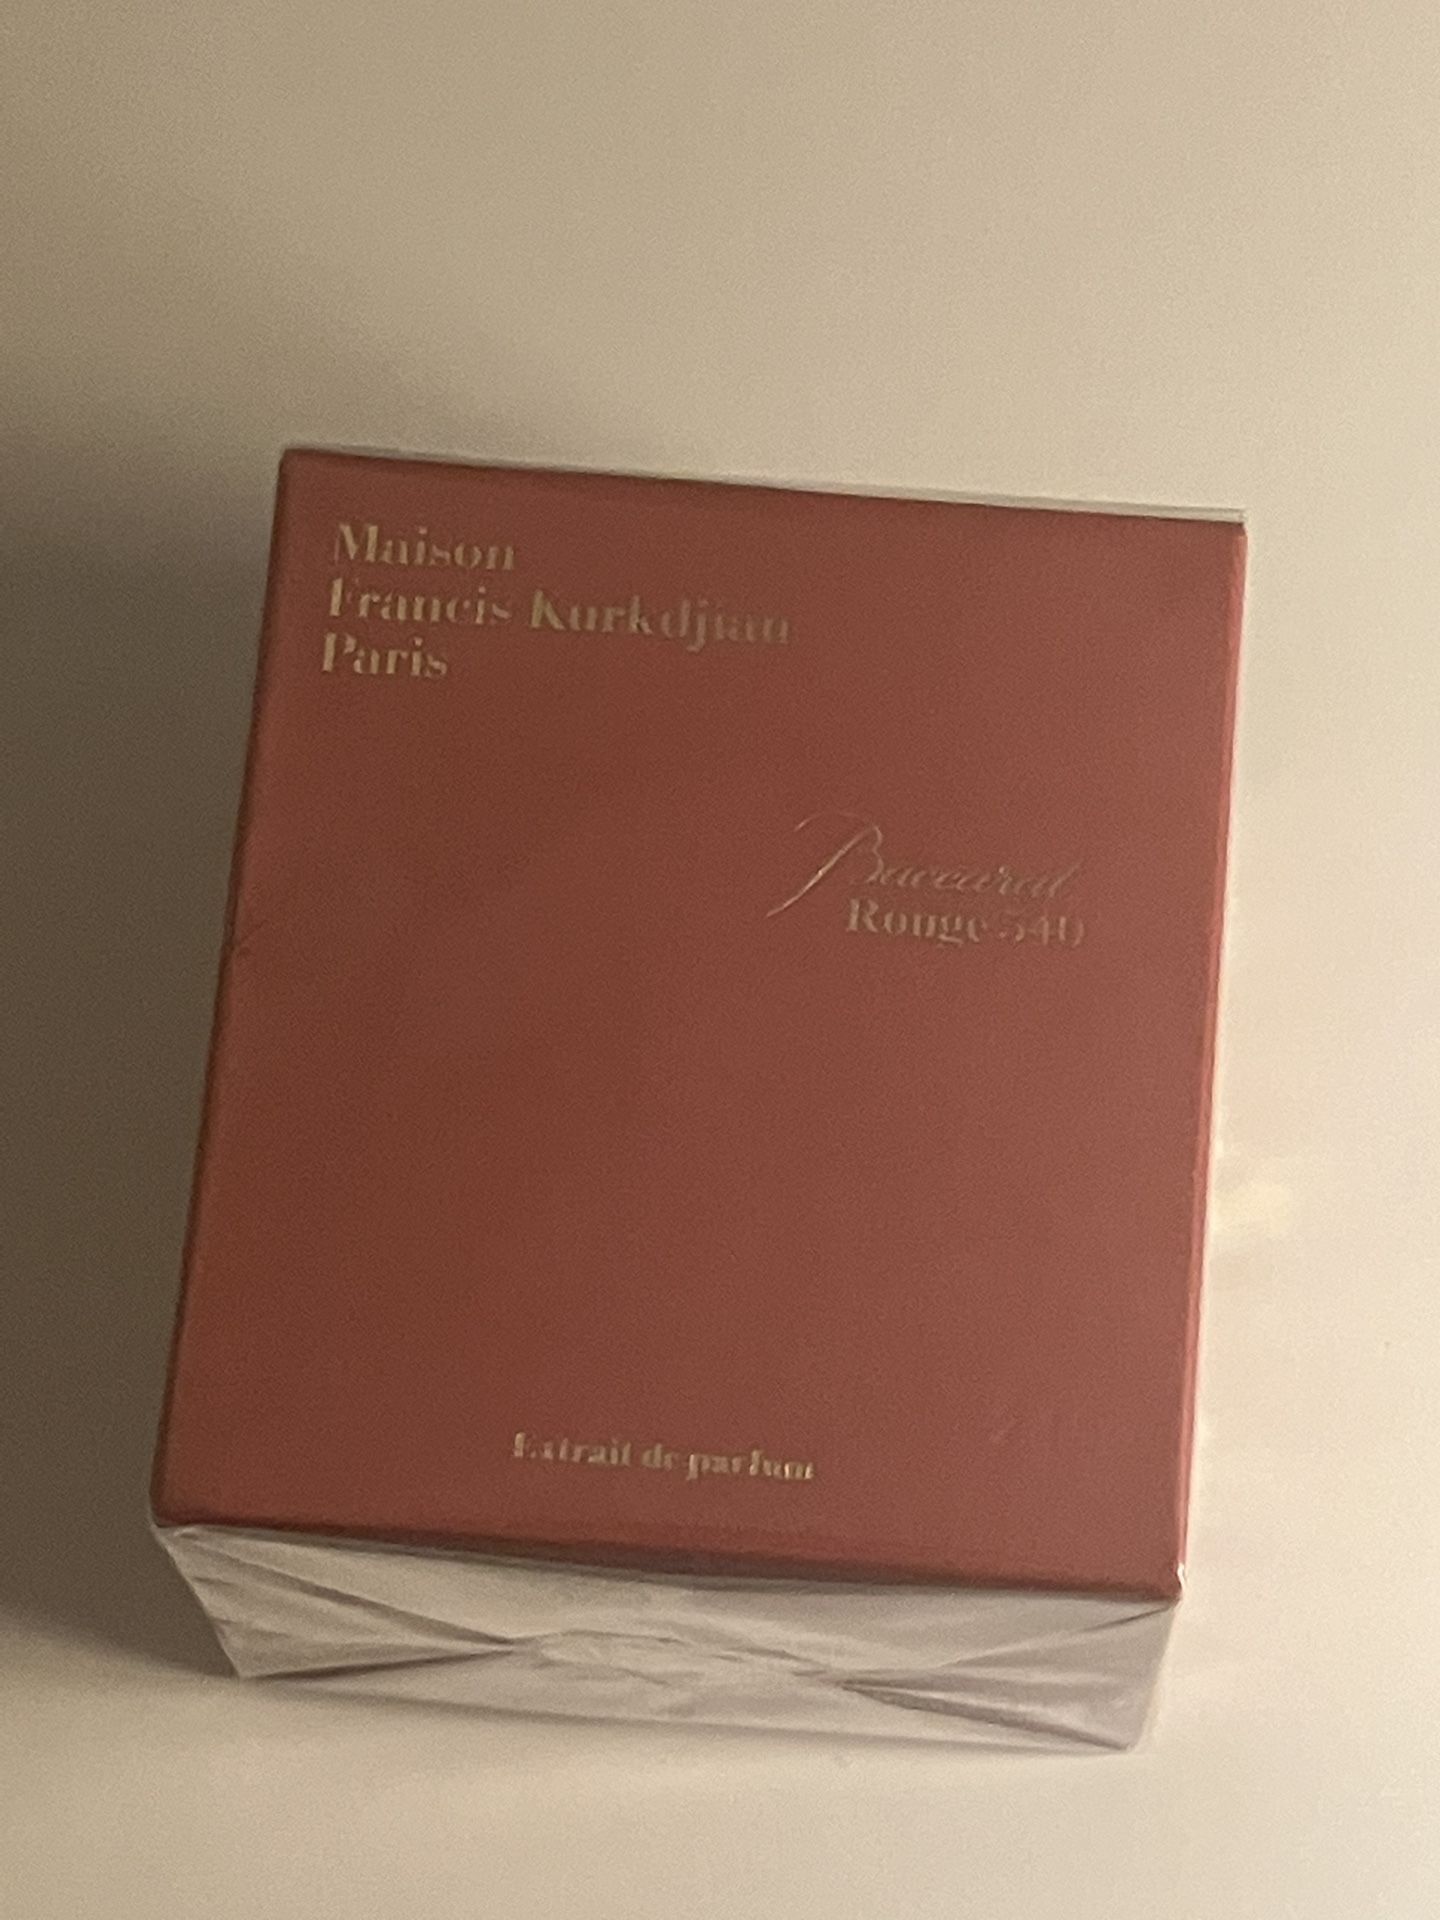 Maison
Francis Kurkdjian
Paris
Baccarat
Rouge 540
Extrait de parfum